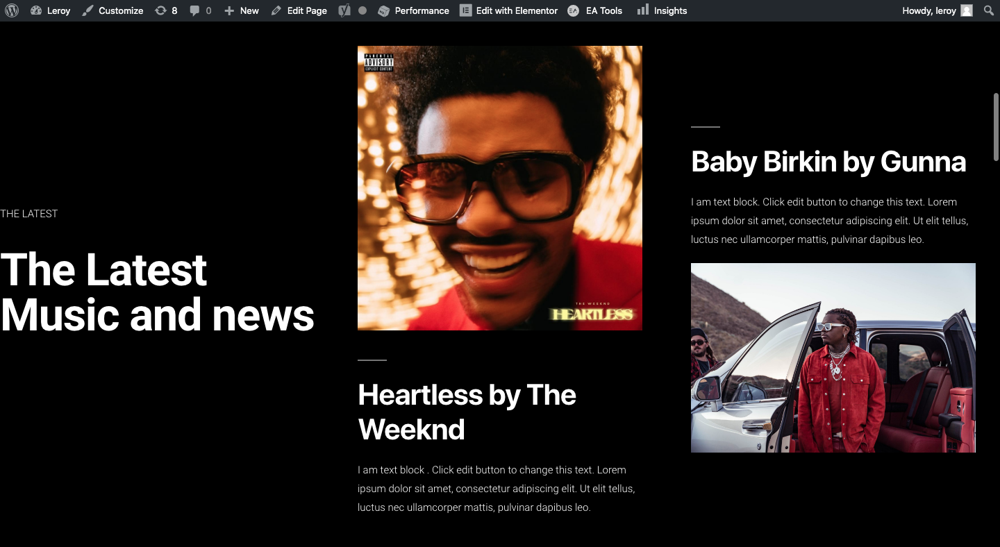 Leroy Customize 8 0 New Edit Page Performance Edit with Elementor EA Tools Insights Howdy, leroy
THE LATEST
The Latest
Music and news
PARENTAL
ADVISORY
EXPLICIT CONTENT
THE WEEKND
HEARTLESS
Heartless by The
Weeknd
I am text block . Click edit button to change this text. Lorem
ipsum dolor sit amet, consectetur adipiscing elit. Ut elit tellus,
luctus nec ullamcorper mattis, pulvinar dapibus leo.
Baby Birkin by Gunna
I am text block. Click edit button to change this text. Lorem
ipsum dolor sit amet, consectetur adipiscing elit. Ut elit tellus,
luctus nec ullamcorper mattis, pulvinar dapibus leo.